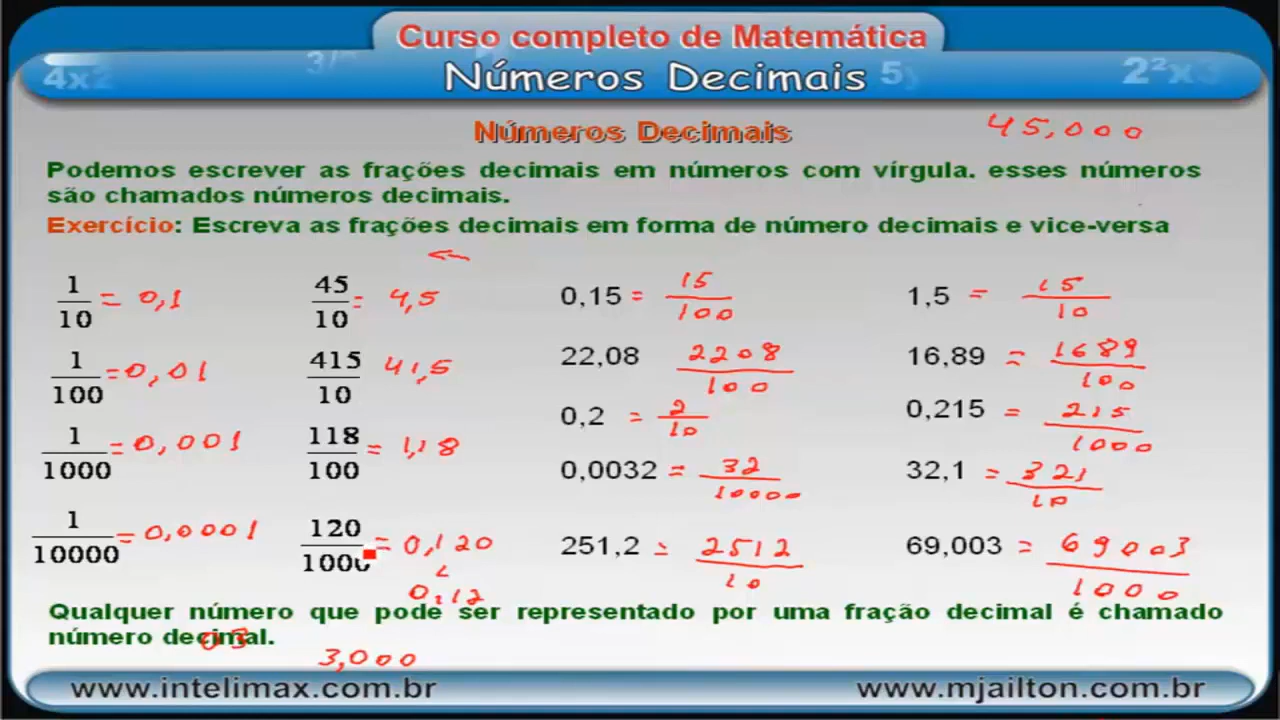 Curso completo de Matemática
4x2 3/4 Números Decimais 5y 2²x3
Números Decimais 45,000
Podemos escrever as frações decimais em números com vírgula. esses números
são chamados números decimais.
Exercício: Escreva as frações decimais em forma de número decimais e vice-versa
←
1/10 = 0,1 45/10 = 4,5 0,15 = 15/100 1,5 = 15/10
1/100 = 0,01 415/10 41,5 22,08 2208/100 16,89 = 1689/100
0,2 = 2/10 0,215 = 215/1000
1/1000 = 0,001 118/100 = 1,18 0,0032 = 32/10000 32,1 = 321/10
1/10000 = 0,0001 120/1000 = 0,120 251,2 = 2512/10 69,003 = 69003/1000
0,12
Qualquer número que pode ser representado por uma fração decimal é chamado
número decimal.
03
3,000
www.intelimax.com.br www.mjailton.com.br